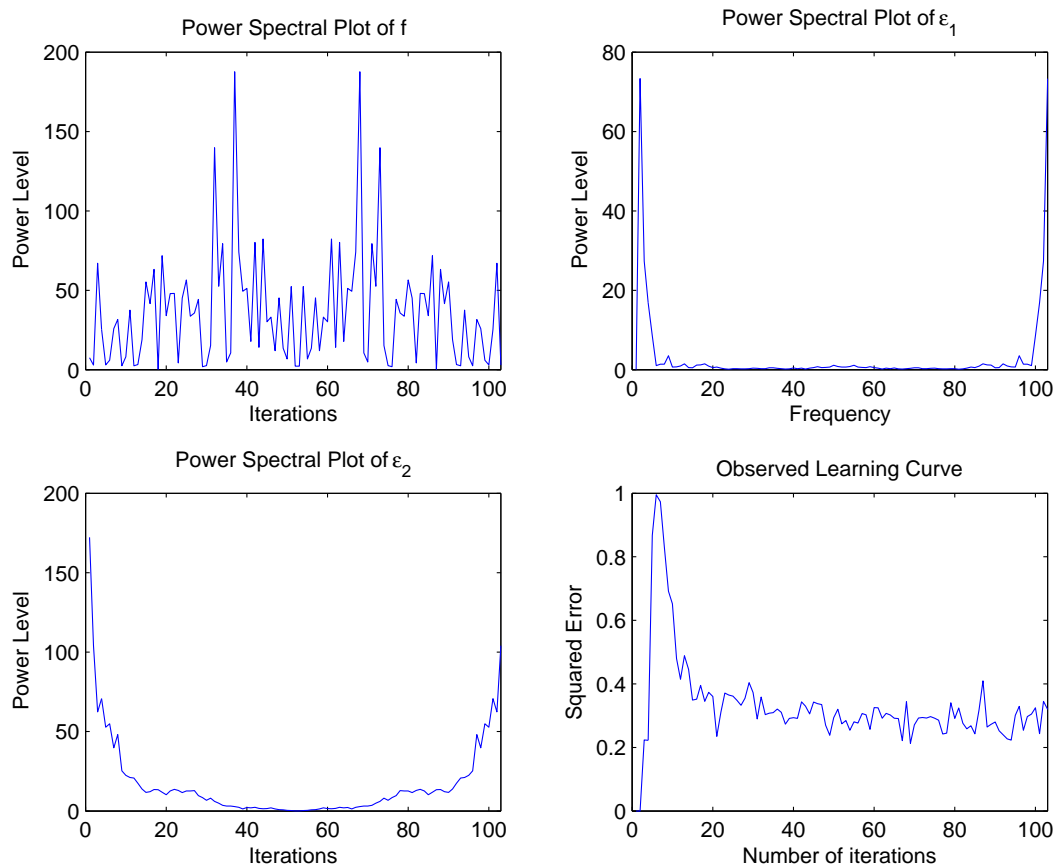 Power Spectral Plot of f
200
150
100
50
0
0 20 40 60 80 100
Power Level
Iterations
Power Spectral Plot of ε1
80
60
40
20
0
0 20 40 60 80 100
Power Level
Frequency
Power Spectral Plot of ε2
200
150
100
50
0
0 20 40 60 80 100
Power Level
Iterations
Observed Learning Curve
1
0.8
0.6
0.4
0.2
0
0 20 40 60 80 100
Squared Error
Number of iterations